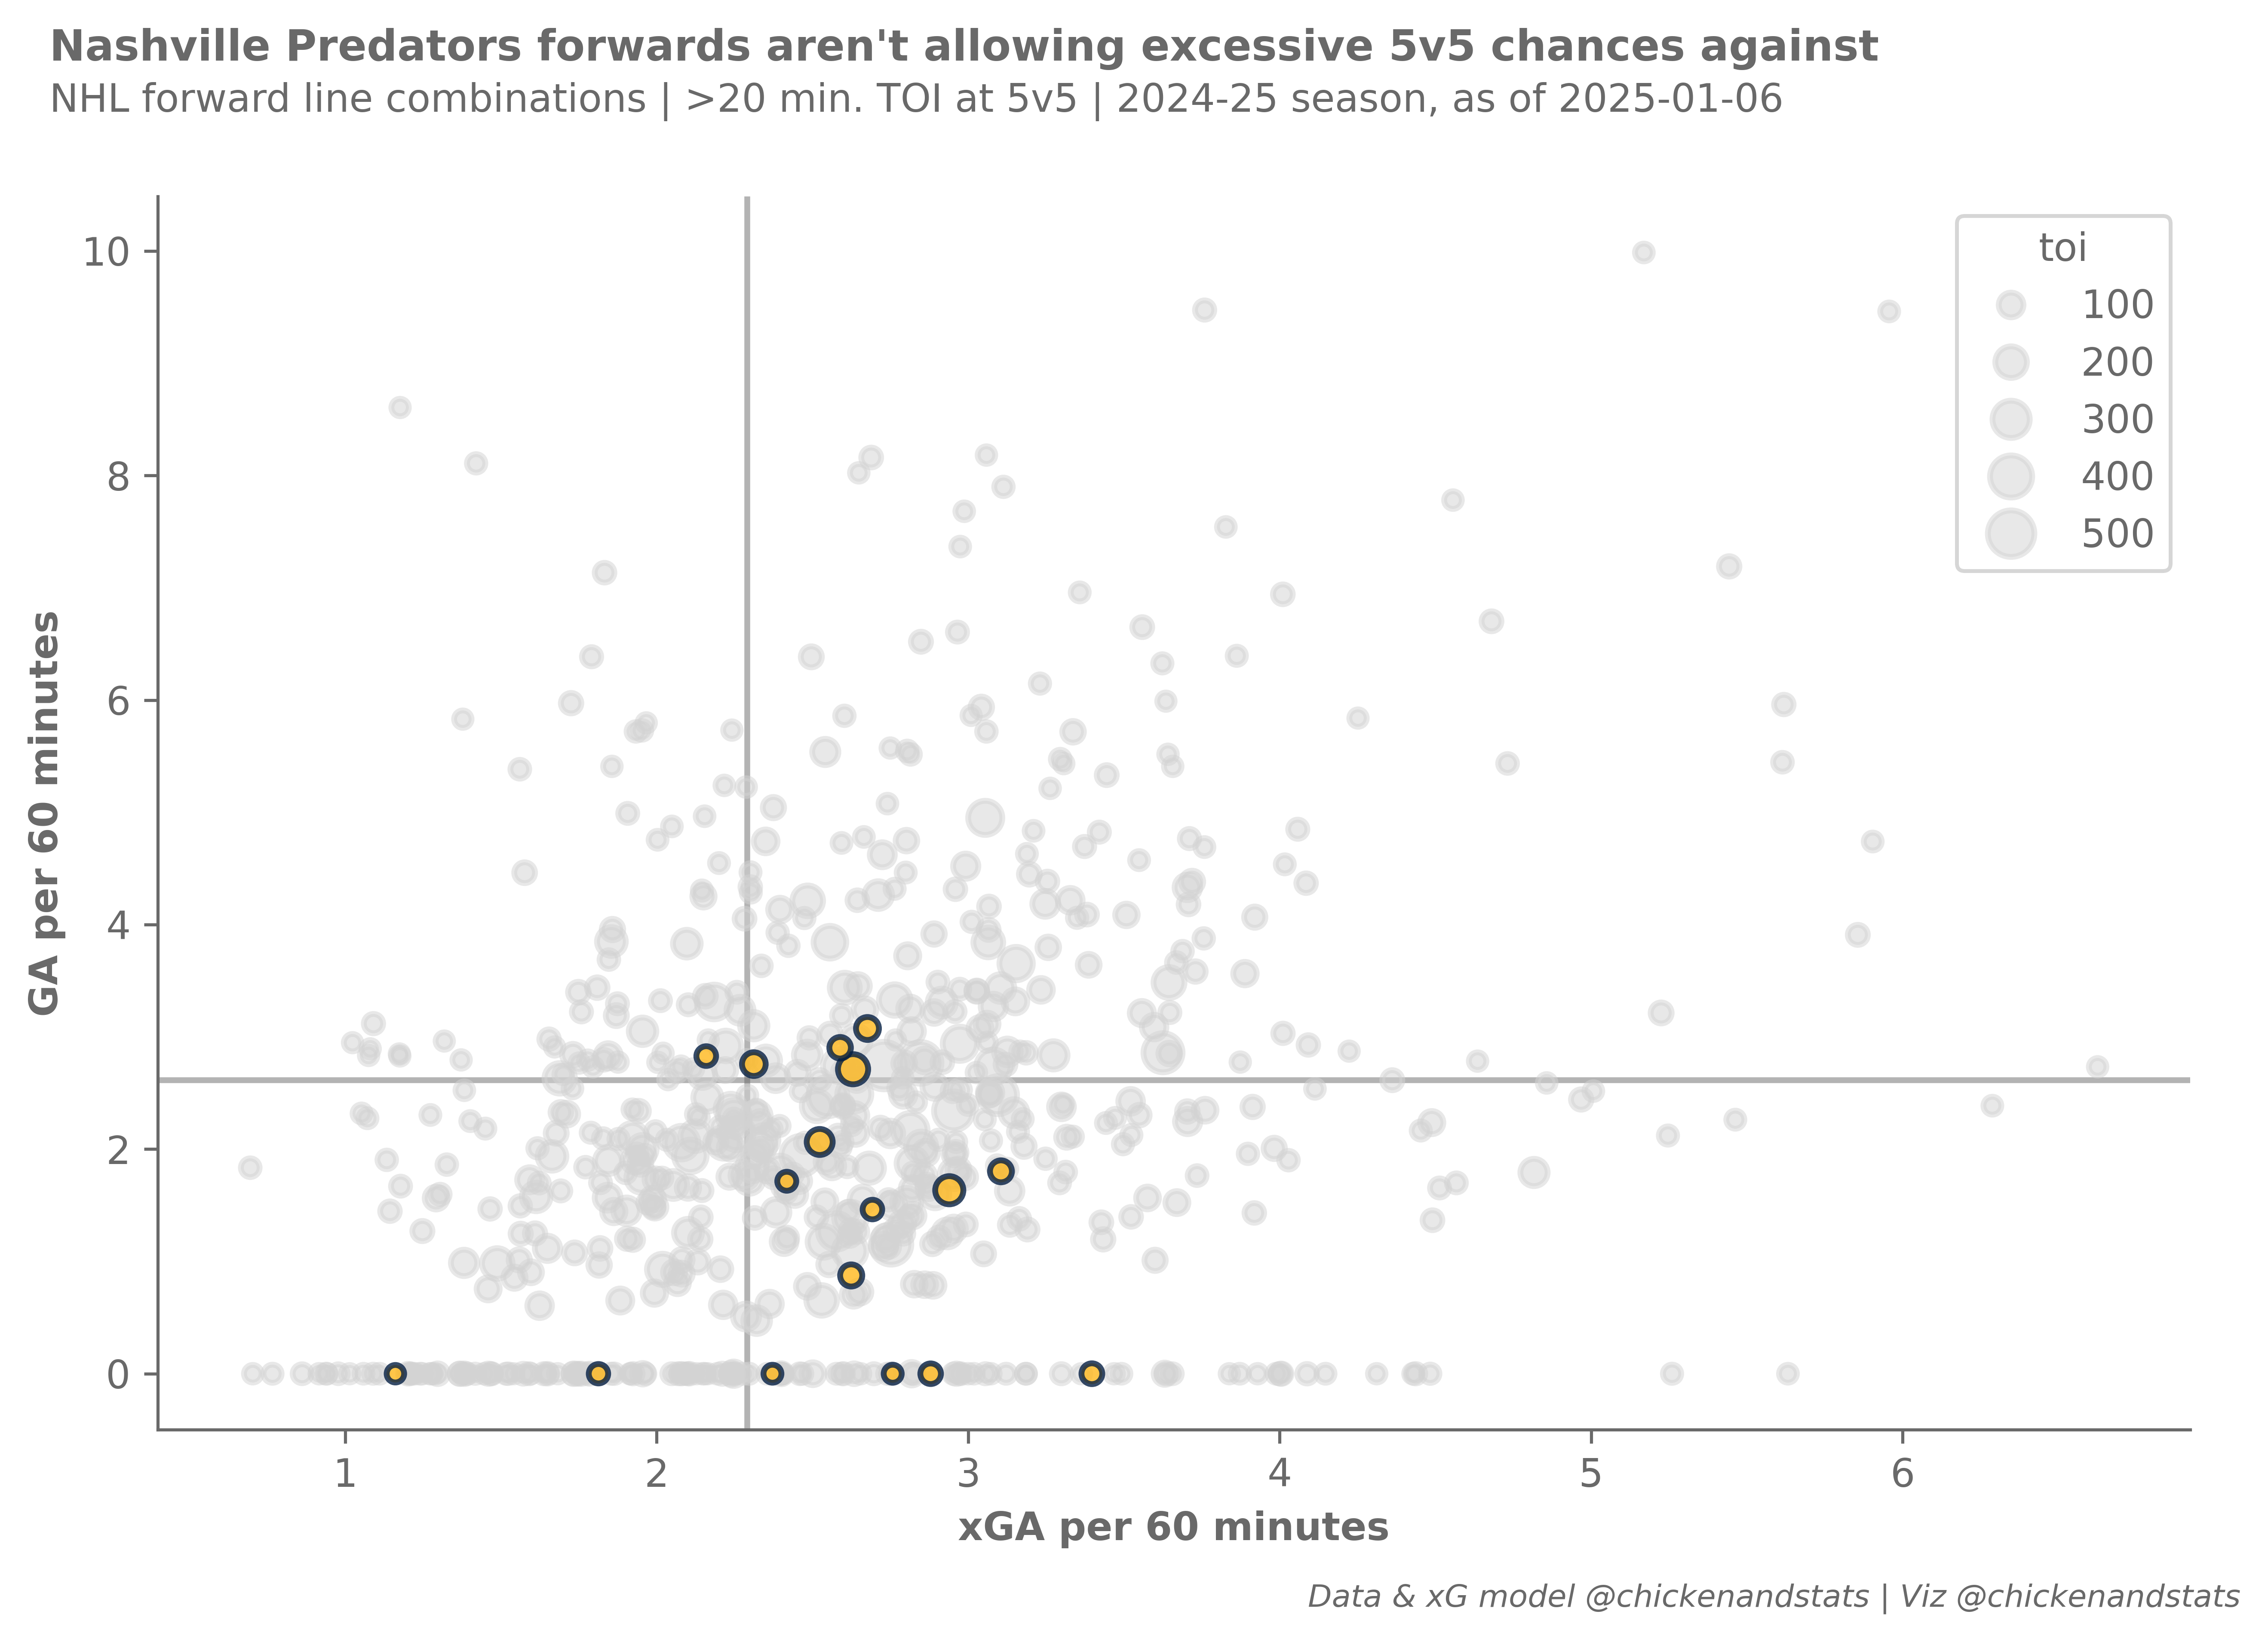 Nashville Predators forwards aren't allowing excessive 5v5 chances against
NHL forward line combinations | >20 min. TOI at 5v5 | 2024-25 season, as of 2025-01-06
toi
100
200
300
400
500
GA per 60 minutes
10
8
6
4
2
0
1 2 3 4 5 6
xGA per 60 minutes
Data & xG model @chickenandstats | Viz @chickenandstats